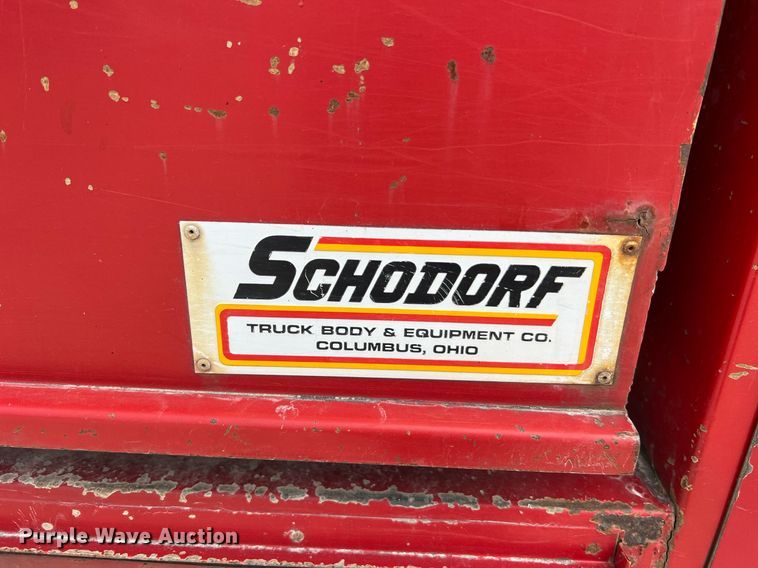 SCHODORF
TRUCK BODY & EQUIPMENT CO.
COLUMBUS, OHIO
Purple Wave Auction